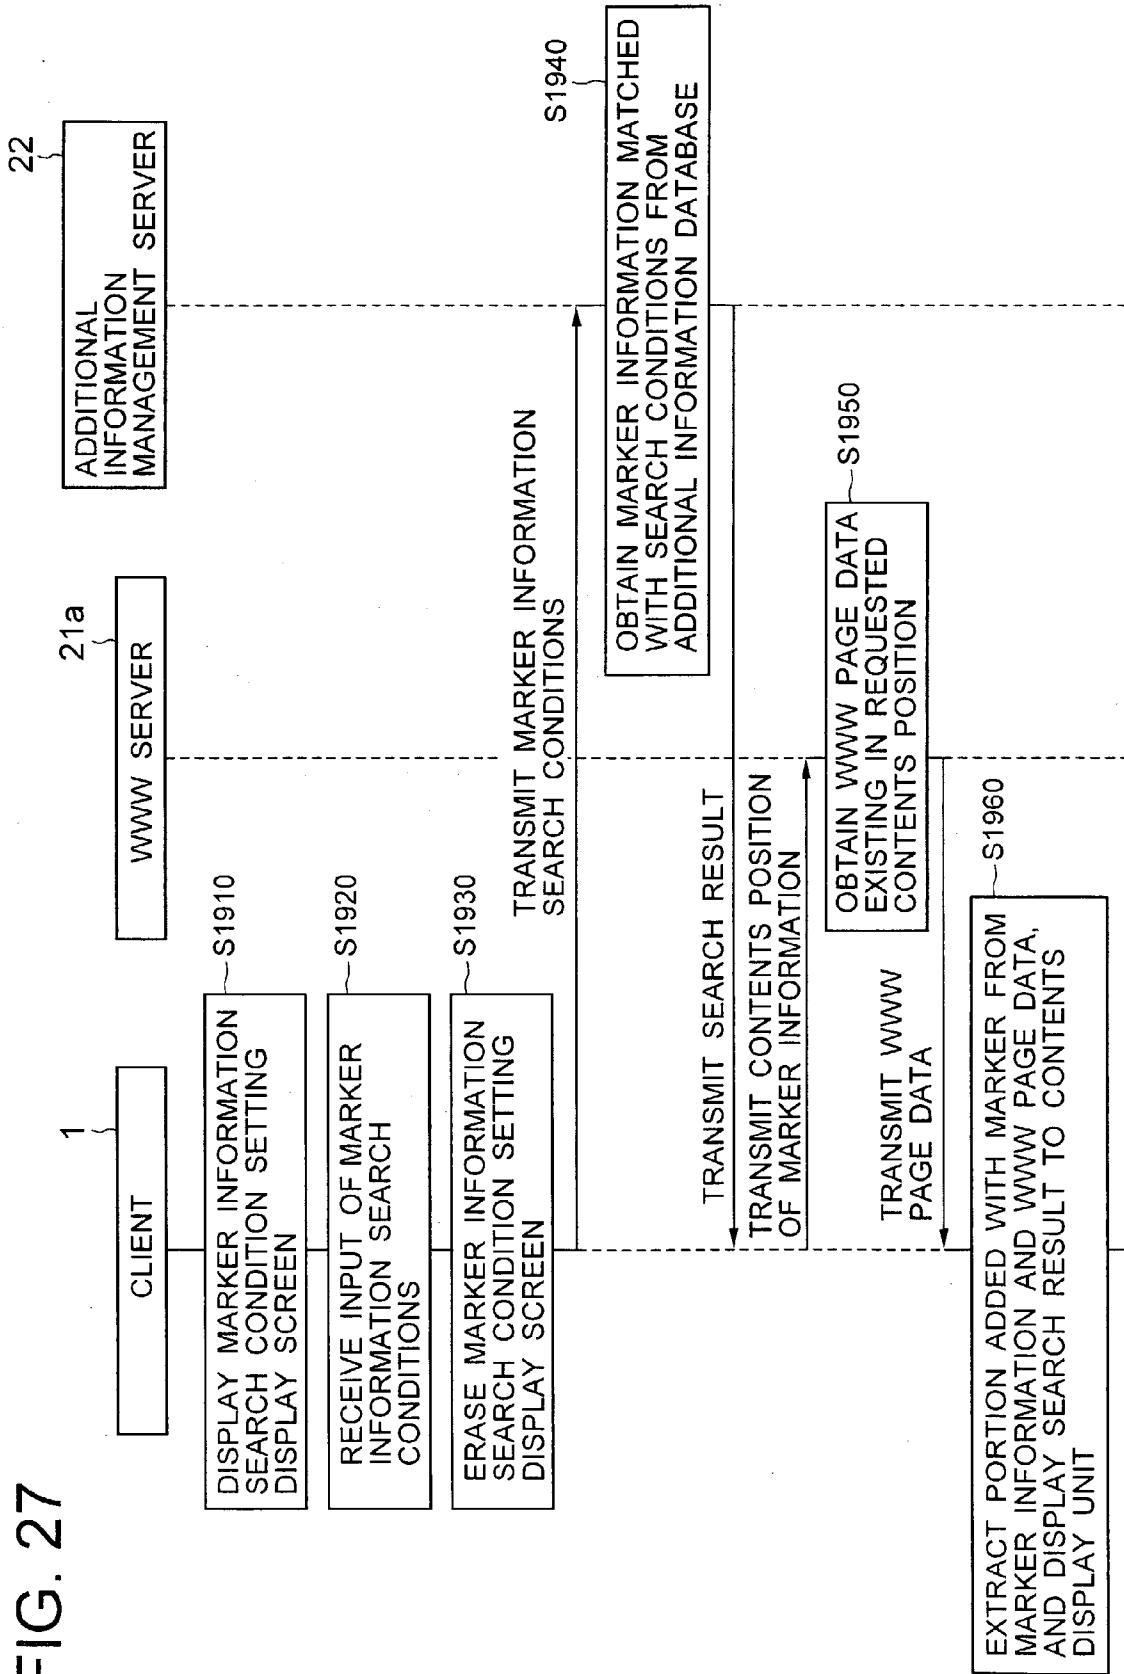 FIG. 27
1
CLIENT
21a
WWW SERVER
22
ADDITIONAL
INFORMATION
MANAGEMENT SERVER
DISPLAY MARKER INFORMATION
SEARCH CONDITION SETTING
DISPLAY SCREEN
S1910
RECEIVE INPUT OF MARKER
INFORMATION SEARCH
CONDITIONS
S1920
ERASE MARKER INFORMATION
SEARCH CONDITION SETTING
DISPLAY SCREEN
S1930
TRANSMIT MARKER INFORMATION
SEARCH CONDITIONS
S1940
OBTAIN MARKER INFORMATION MATCHED
WITH SEARCH CONDITIONS FROM
ADDITIONAL INFORMATION DATABASE
TRANSMIT SEARCH RESULT
TRANSMIT CONTENTS POSITION
OF MARKER INFORMATION
OBTAIN WWW PAGE DATA
EXISTING IN REQUESTED
CONTENTS POSITION
S1950
TRANSMIT WWW
PAGE DATA
EXTRACT PORTION ADDED WITH MARKER FROM
MARKER INFORMATION AND WWW PAGE DATA,
AND DISPLAY SEARCH RESULT TO CONTENTS
DISPLAY UNIT
S1960